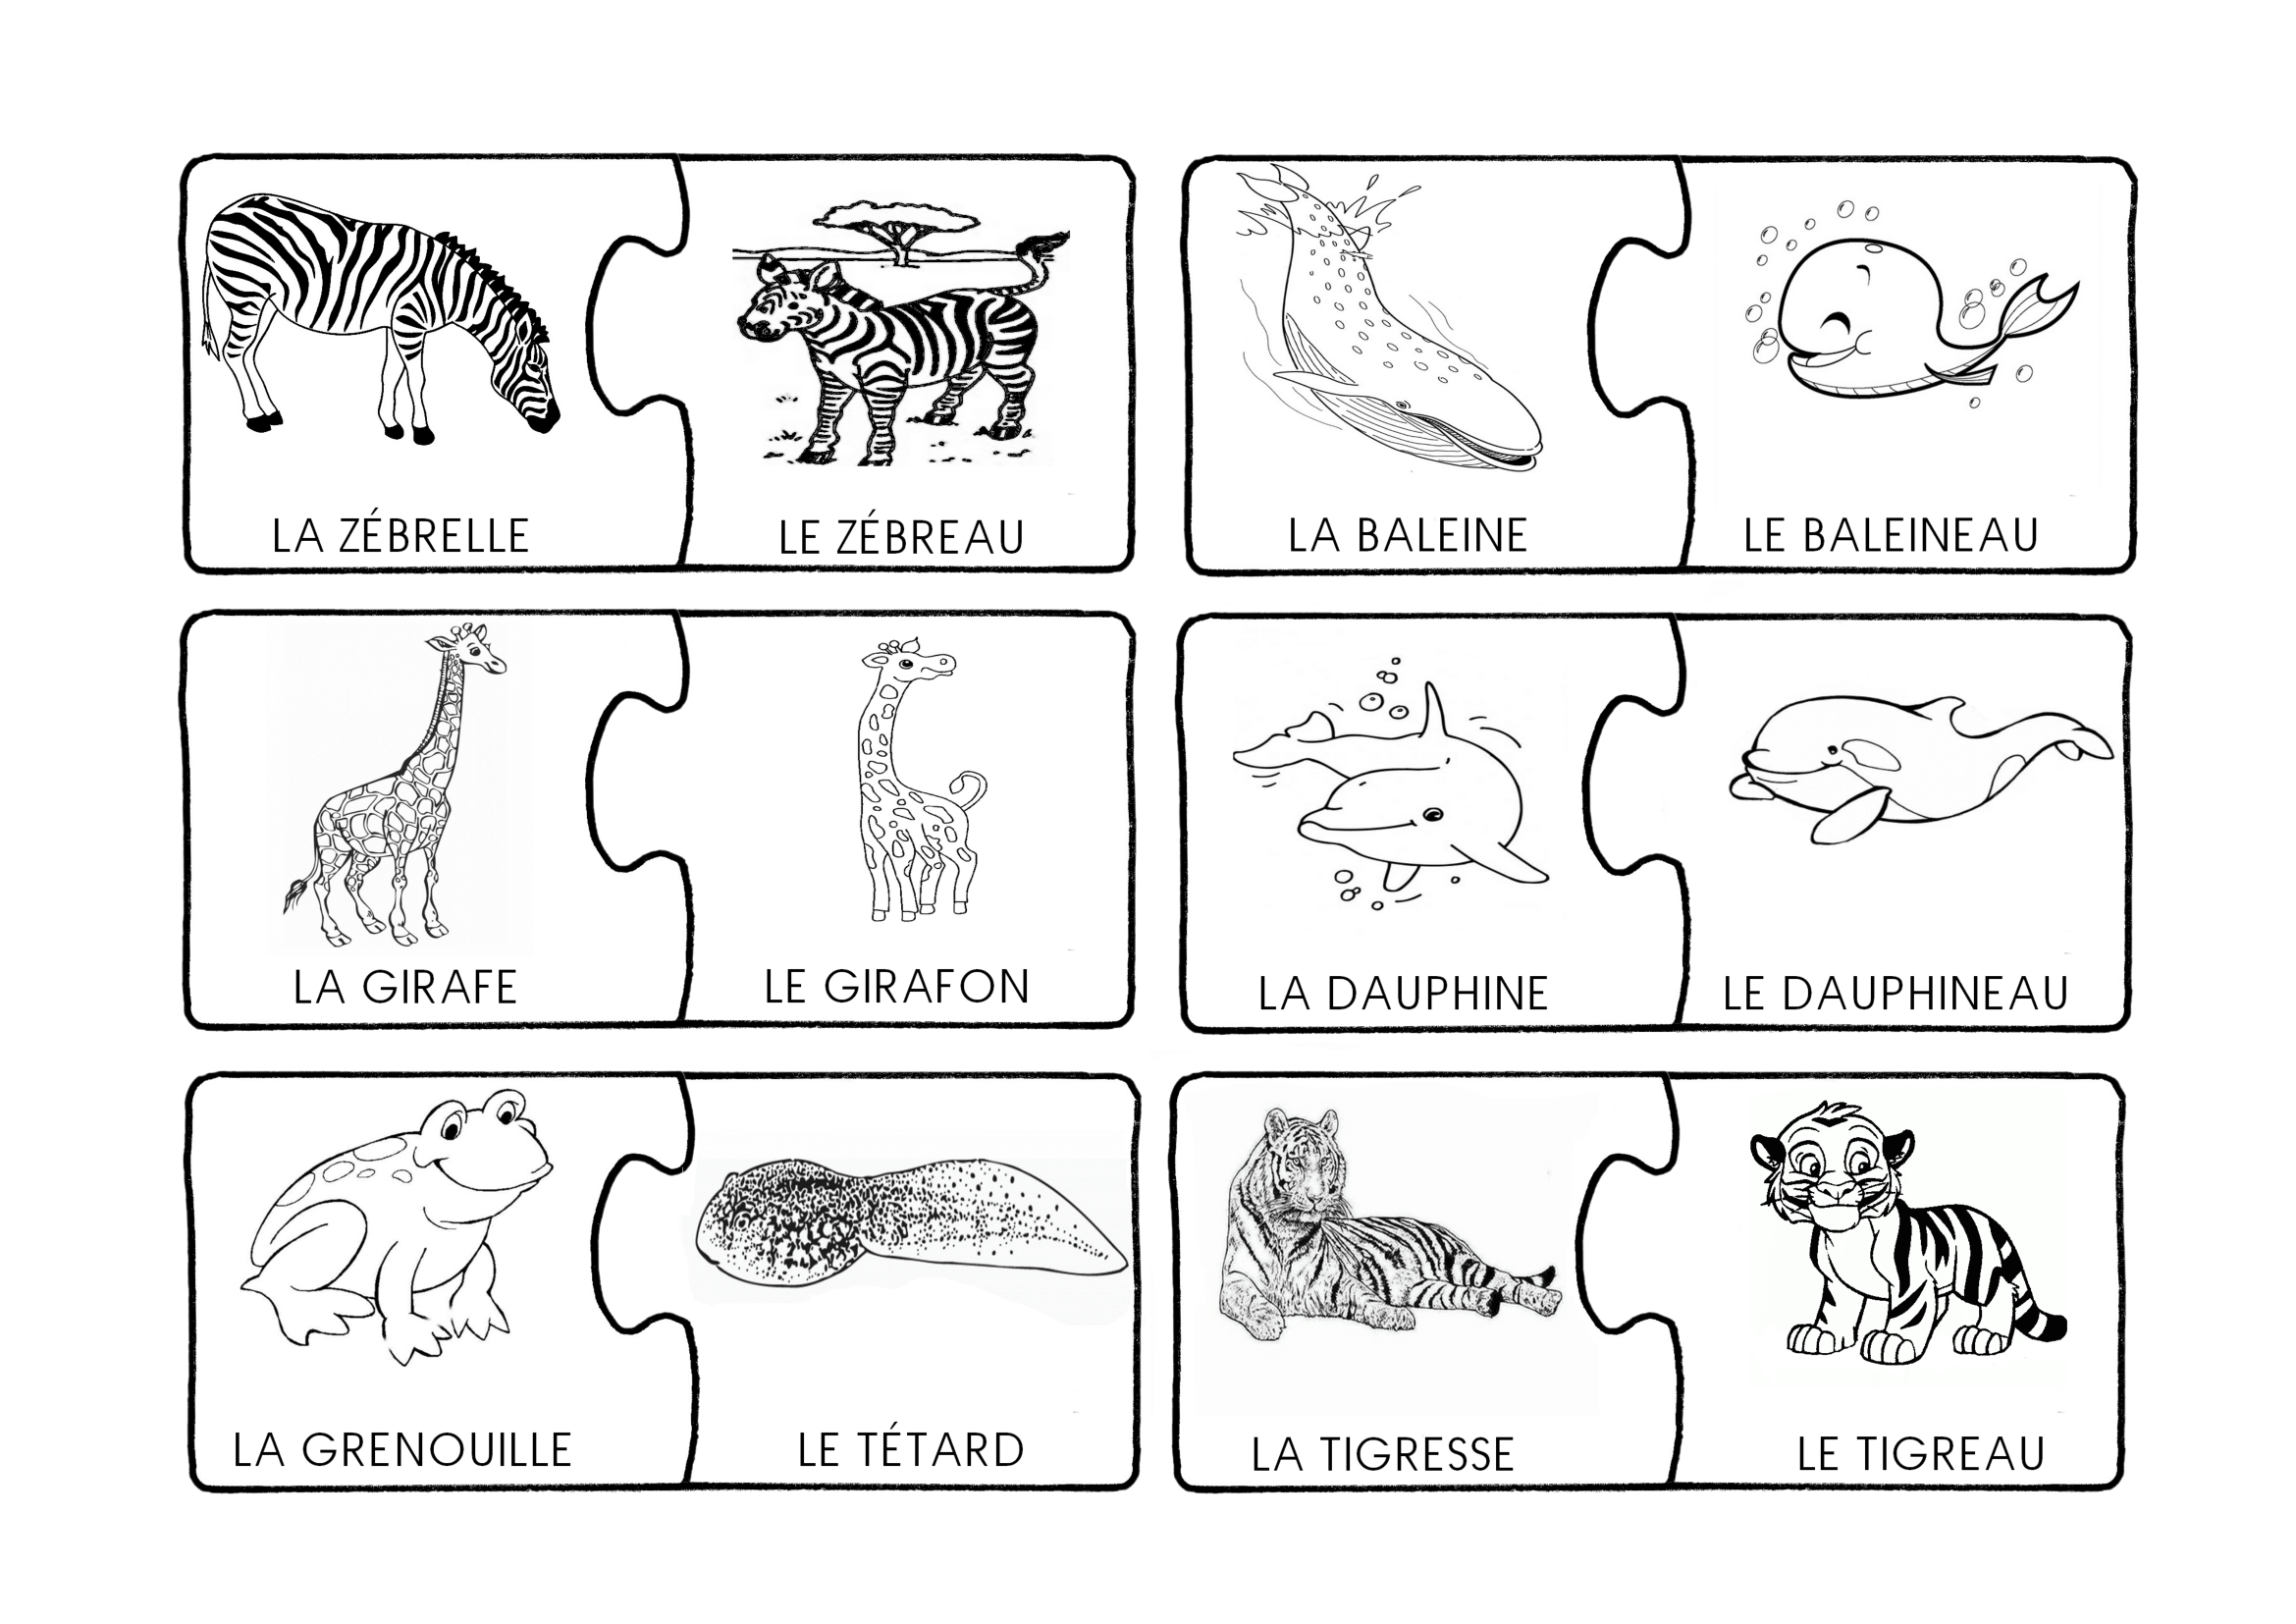 LA ZÉBRELLE
LE ZÉBREAU
LA BALEINE
LE BALEINEAU
LA GIRAFE
LE GIRAFON
LA DAUPHINE
LE DAUPHINEAU
LA GRENOUILLE
LE TÉTARD
LA TIGRESSE
LE TIGREAU